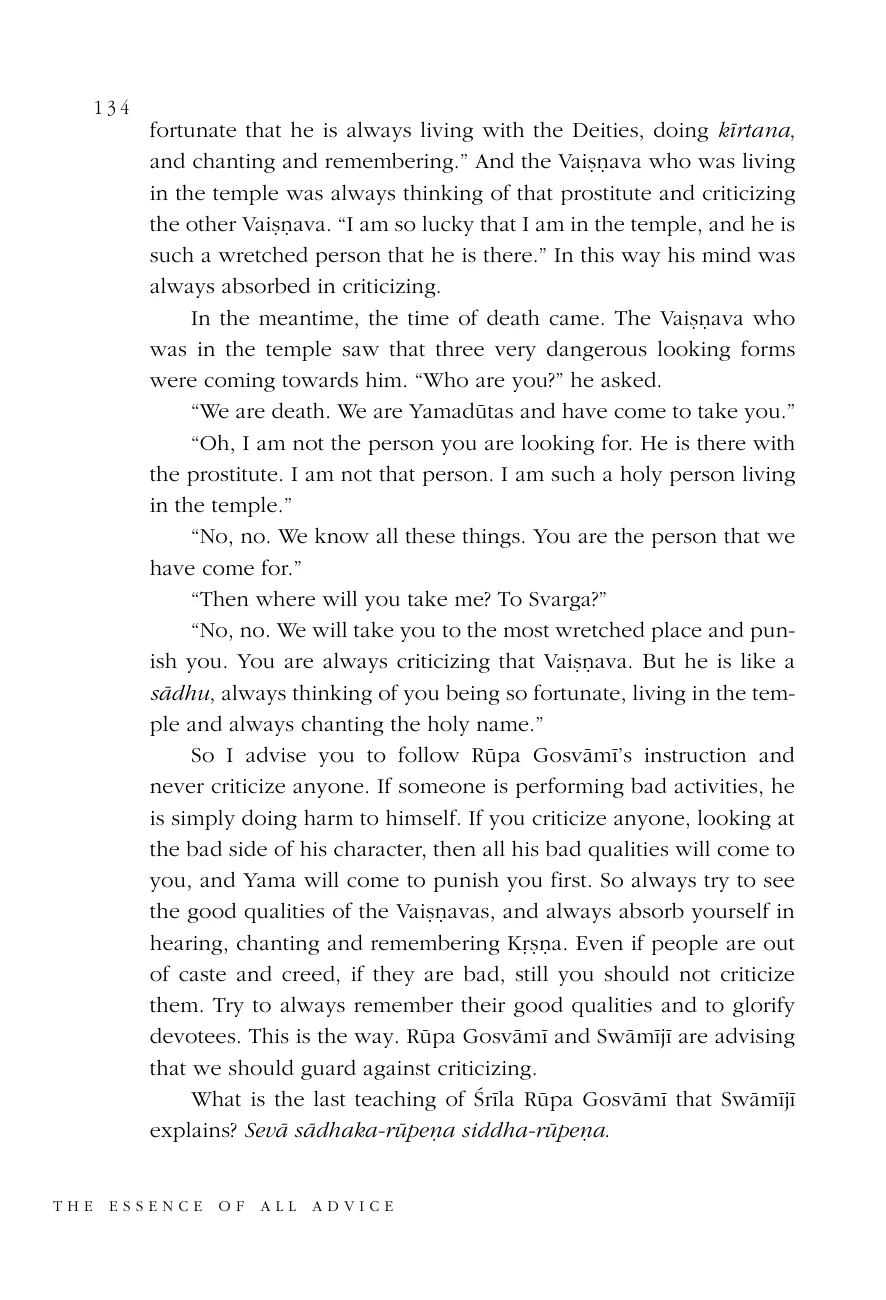 134
fortunate that he is always living with the Deities, doing kīrtana,
and chanting and remembering.” And the Vaiṣṇava who was living
in the temple was always thinking of that prostitute and criticizing
the other Vaiṣṇava. “I am so lucky that I am in the temple, and he is
such a wretched person that he is there.” In this way his mind was
always absorbed in criticizing.
In the meantime, the time of death came. The Vaiṣṇava who
was in the temple saw that three very dangerous looking forms
were coming towards him. “Who are you?” he asked.
“We are death. We are Yamadūtas and have come to take you.”
“Oh, I am not the person you are looking for. He is there with
the prostitute. I am not that person. I am such a holy person living
in the temple.”
“No, no. We know all these things. You are the person that we
have come for.”
“Then where will you take me? To Svarga?”
“No, no. We will take you to the most wretched place and pun-
ish you. You are always criticizing that Vaiṣṇava. But he is like a
sādhu, always thinking of you being so fortunate, living in the tem-
ple and always chanting the holy name.”
So I advise you to follow Rūpa Gosvāmī’s instruction and
never criticize anyone. If someone is performing bad activities, he
is simply doing harm to himself. If you criticize anyone, looking at
the bad side of his character, then all his bad qualities will come to
you, and Yama will come to punish you first. So always try to see
the good qualities of the Vaiṣṇavas, and always absorb yourself in
hearing, chanting and remembering Kṛṣṇa. Even if people are out
of caste and creed, if they are bad, still you should not criticize
them. Try to always remember their good qualities and to glorify
devotees. This is the way. Rūpa Gosvāmī and Swāmījī are advising
that we should guard against criticizing.
What is the last teaching of Śrīla Rūpa Gosvāmī that Swāmījī
explains? Sevā sādhaka-rūpeṇa siddha-rūpeṇa.
THE ESSENCE OF ALL ADVICE